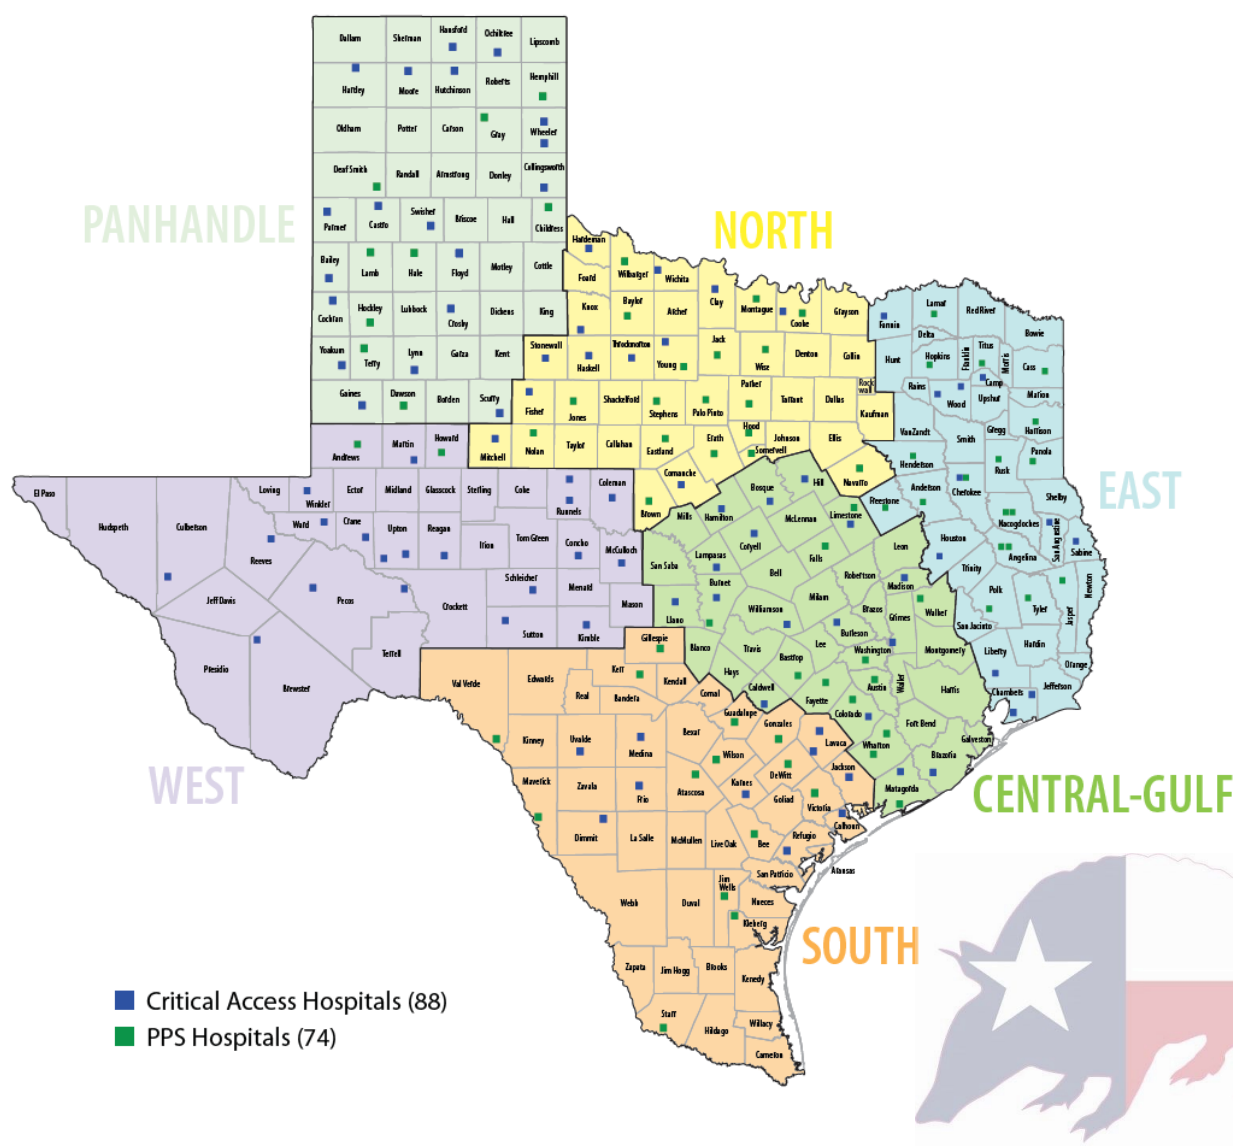 Dallam Sherman Hansford Ochiltree Lipscomb
Hartley Moore Hutchinson Roberts Hemphill
Oldham Potter Carson Gray Wheeler
Deaf Smith Randall Armstrong Donley Collingsworth
Parmer Castro Swisher Briscoe Hall Childress
PANHANDLE
Bailey Lamb Hale Floyd Motley Cottle
Cochran Hockley Lubbock Crosby Dickens King
Yoakum Terry Lynn Garza Kent
Gaines Dawson Borden Scurry
NORTH
Hardeman
Foard Wilbarger Wichita
Knox Baylor Archer Clay Montague Cooke Grayson
Stonewall Haskell Throckmorton Young Jack Wise Denton Collin
Rock
wall
Fisher Jones Shackelford Stephens Palo Pinto Parker Tarrant Dallas Kaufman
Mitchell Nolan Taylor Callahan Eastland Erath Hood Somervell Johnson Ellis
Comanche Brown Navarro
EAST
Fannin Lamar Red River Bowie
Delta Hunt Hopkins Franklin Titus Morris Cass
Rains Wood Camp Upshur Marion
VanZandt Smith Gregg Harrison
Henderson Rusk Panola
Anderson Cherokee Shelby
Freestone Nacogdoches San Augustine Sabine
Houston Angelina
Trinity Polk Tyler Jasper Newton
San Jacinto Hardin
Liberty Orange
Chambers Jefferson
WEST
Andrews Martin Howard
El Paso Hudspeth Culberson Loving Winkler Ector Midland Glasscock Sterling Coke Runnels Coleman
Ward Crane Upton Reagan Irion Tom Green Concho McCulloch
Reeves Jeff Davis Pecos Crockett Schleicher Menard Mason
Sutton Kimble
Presidio Brewster Terrell
CENTRAL-GULF
Bosque Hill
Mills Hamilton McLennan Limestone
San Saba Lampasas Coryell Bell Falls Leon
Burnet Robertson Madison
Llano Williamson Milam Brazos Grimes Walker
Blanco Travis Lee Burleson Washington Montgomery
Hays Bastrop Austin Waller Harris
Caldwell Fayette Colorado Fort Bend Galveston
Wharton Brazoria
Matagorda
SOUTH
Gillespie
Val Verde Edwards Kerr Kendall
Real Bandera Comal
Kinney Uvalde Medina Bexar Guadalupe Gonzales Lavaca
Wilson DeWitt Jackson
Maverick Zavala Frio Atascosa Karnes Goliad Victoria
Dimmit La Salle McMullen Live Oak Bee Refugio Calhoun
San Patricio Aransas
Webb Duval Jim
Wells Nueces
Kleberg
Zapata Jim Hogg Brooks Kenedy
Starr Hildago Willacy
Cameron
Critical Access Hospitals (88)
PPS Hospitals (74)